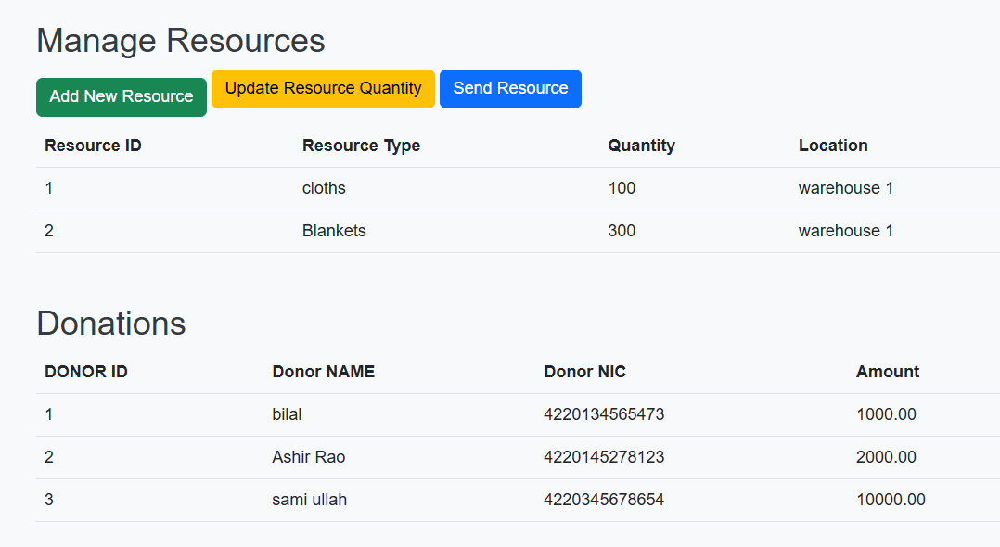 Manage Resources
Add New Resource Update Resource Quantity Send Resource
Resource ID Resource Type Quantity Location
1 cloths 100 warehouse 1
2 Blankets 300 warehouse 1
Donations
DONOR ID Donor NAME Donor NIC Amount
1 bilal 4220134565473 1000.00
2 Ashir Rao 4220145278123 2000.00
3 sami ullah 4220345678654 10000.00